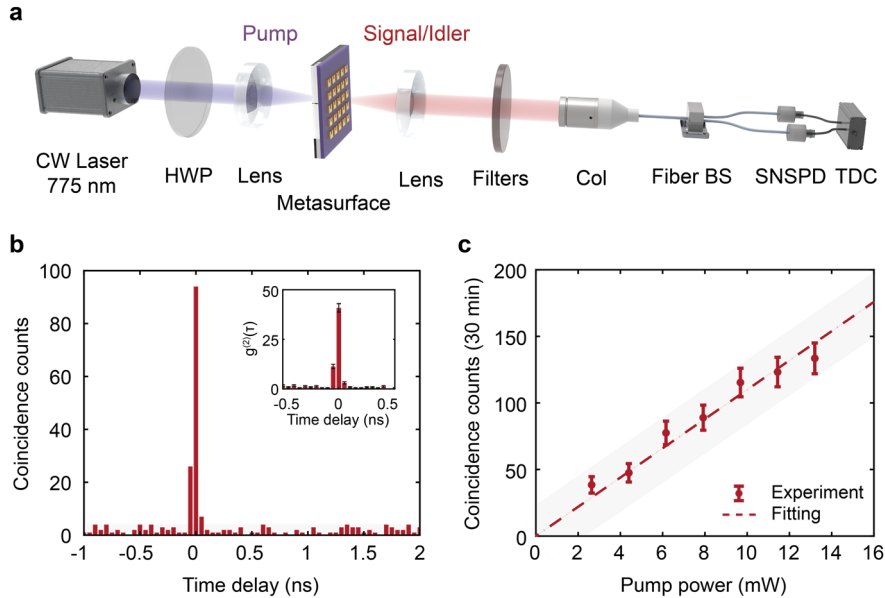 a
Pump
Signal/Idler
CW Laser
775 nm
HWP
Lens
Metasurface
Lens
Filters
Col
Fiber BS
SNSPD
TDC
b
Coincidence counts
100
80
60
40
20
0
-1
-0.5
0
0.5
1
1.5
2
Time delay (ns)
g⁽²⁾(τ)
50
25
0
-0.5
0
0.5
Time delay (ns)
c
Coincidence counts (30 min)
200
150
100
50
0
0
2
4
6
8
10
12
14
16
Pump power (mW)
Experiment
Fitting